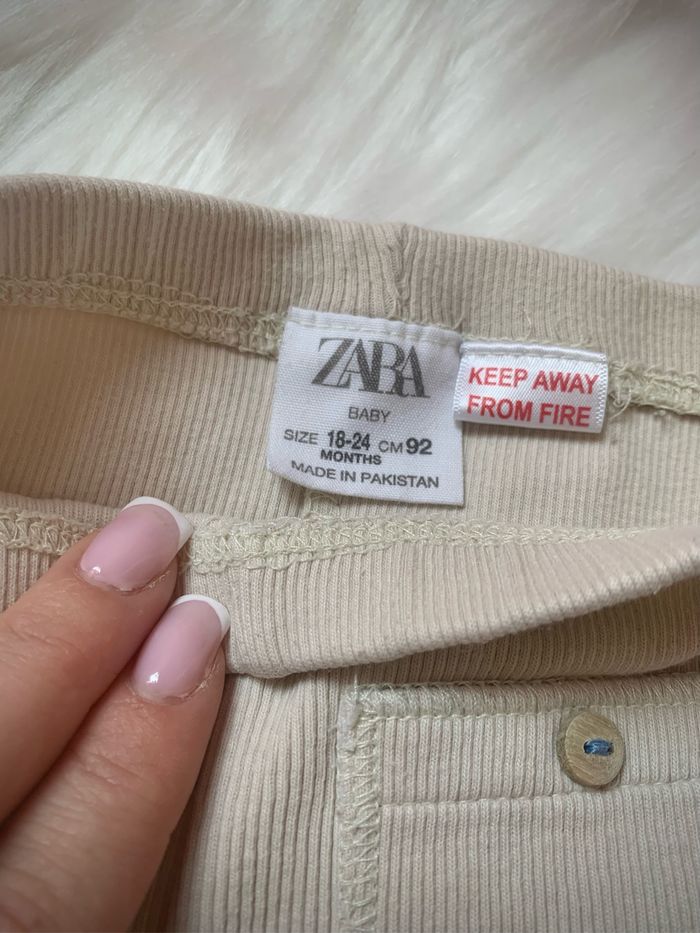 ZARA
BABY
SIZE 18-24 CM 92
MONTHS
MADE IN PAKISTAN
KEEP AWAY
FROM FIRE